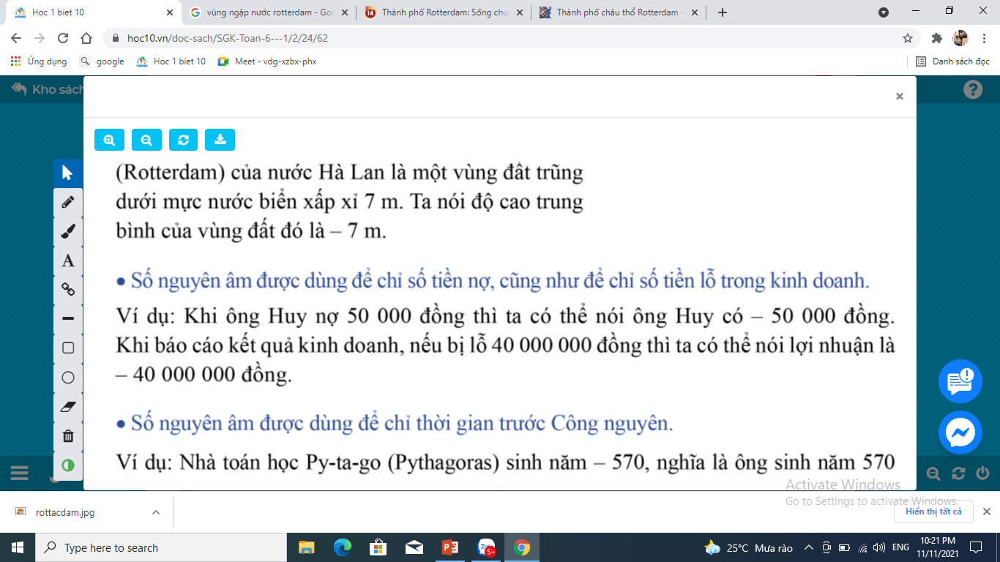 Hoc 1 biet 10
vùng ngập nước rotterdam - Goo
Thành phố Rotterdam: Sống chu
Thành phố châu thổ Rotterdam –
hoc10.vn/doc-sach/SGK-Toan-6---1/2/24/62
Ứng dụng
google
Hoc 1 biet 10
Meet - vdg-xzbx-phx
Danh sách đọc
Kho sách
(Rotterdam) của nước Hà Lan là một vùng đất trũng
dưới mực nước biển xấp xỉ 7 m. Ta nói độ cao trung
bình của vùng đất đó là – 7 m.
• Số nguyên âm được dùng để chỉ số tiền nợ, cũng như để chỉ số tiền lỗ trong kinh doanh.
Ví dụ: Khi ông Huy nợ 50 000 đồng thì ta có thể nói ông Huy có – 50 000 đồng.
Khi báo cáo kết quả kinh doanh, nếu bị lỗ 40 000 000 đồng thì ta có thể nói lợi nhuận là
– 40 000 000 đồng.
• Số nguyên âm được dùng để chỉ thời gian trước Công nguyên.
Ví dụ: Nhà toán học Py-ta-go (Pythagoras) sinh năm – 570, nghĩa là ông sinh năm 570
Activate Windows
Go to Settings to activate Windows.
rottacdam.jpg
Hiển thị tất cả
Type here to search
25°C Mưa rào
ENG
10:21 PM
11/11/2021